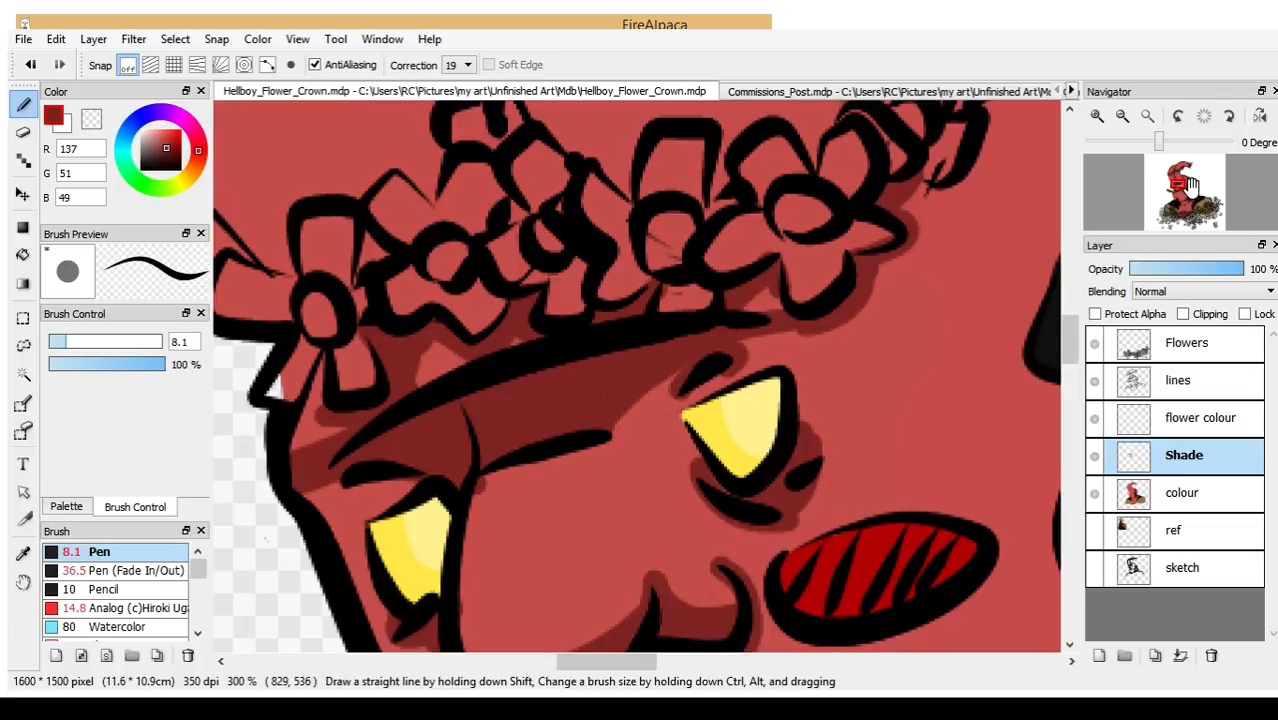 FireAlpaca
File Edit Layer Filter Select Snap Color View Tool Window Help
Snap off AntiAliasing Correction 19 Soft Edge
Color
Hellboy_Flower_Crown.mdp - C:\Users\RC\Pictures\my art\Unfinished Art\Mdb\Hellboy_Flower_Crown.mdp
Commissions_Post.mdp - C:\Users\RC\Pictures\my art\Unfinished Art\Mc
Navigator
R 137
G 51
B 49
0 Degree
Brush Preview
*
Layer
Opacity 100 %
Blending Normal
Brush Control
Protect Alpha Clipping Lock
8.1
100 %
Flowers
lines
flower colour
Shade
colour
ref
sketch
Palette Brush Control
Brush
8.1 Pen
36.5 Pen (Fade In/Out)
10 Pencil
14.8 Analog (c)Hiroki Ug
80 Watercolor
1600 * 1500 pixel (11.6 * 10.9cm) 350 dpi 300 % ( 829, 536 ) Draw a straight line by holding down Shift, Change a brush size by holding down Ctrl, Alt, and dragging